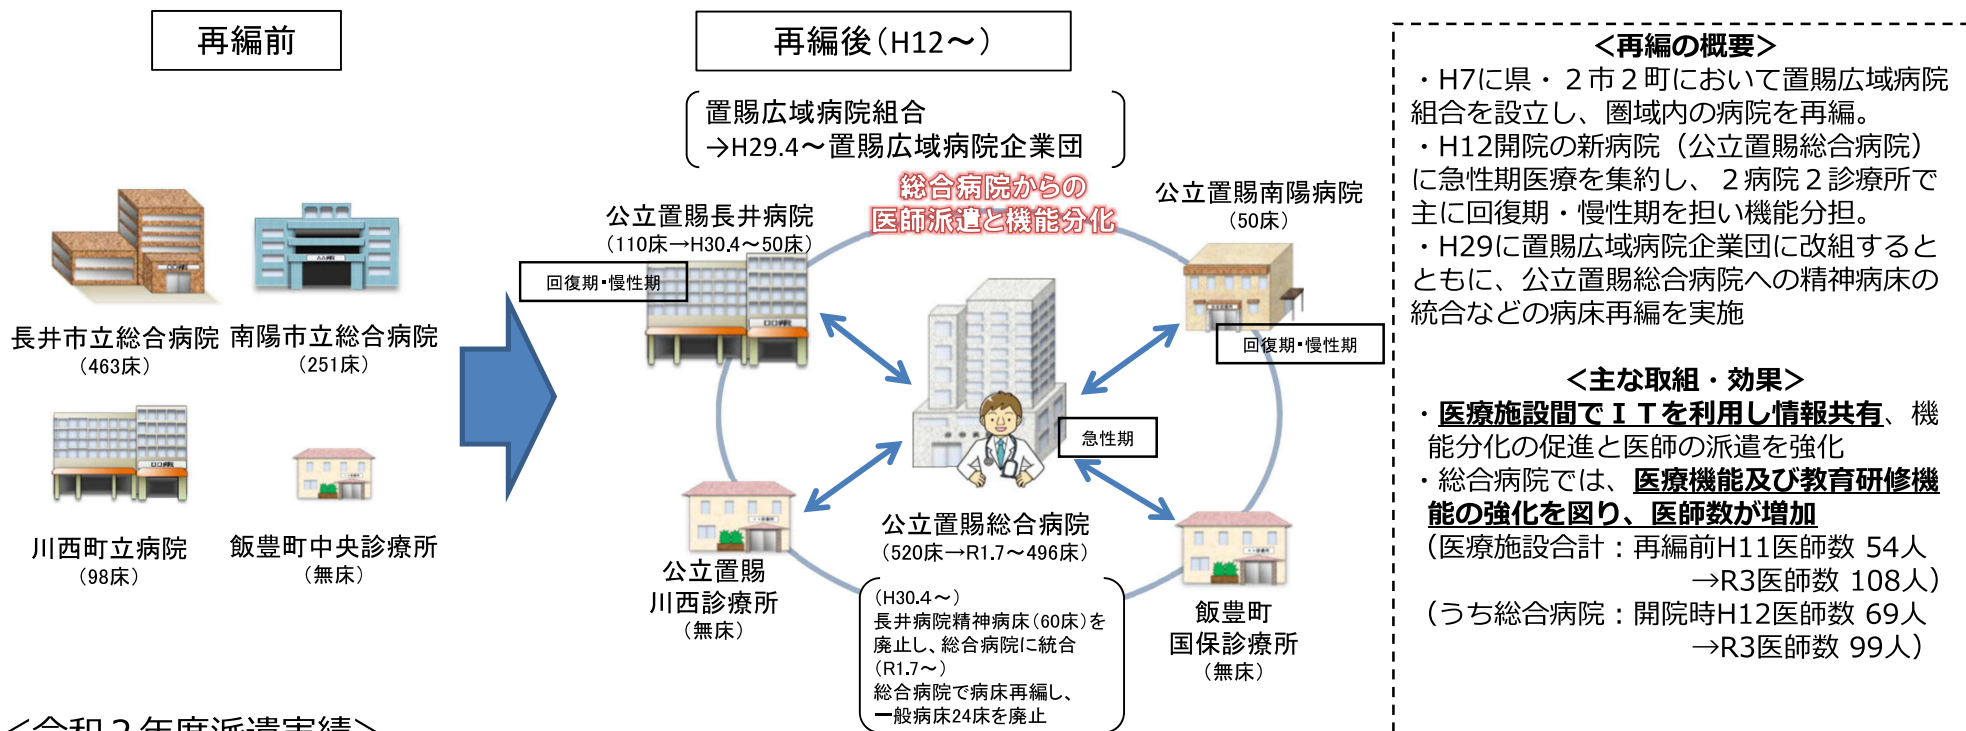 再編前
長井市立総合病院
(463床)
南陽市立総合病院
(251床)
川西町立病院
(98床)
飯豊町中央診療所
(無床)
再編後(H12～)
置賜広域病院組合
→H29.4～置賜広域病院企業団
総合病院からの
医師派遣と機能分化
公立置賜長井病院
(110床→H30.4～50床)
回復期・慢性期
公立置賜南陽病院
(50床)
回復期・慢性期
急性期
公立置賜総合病院
(520床→R1.7～496床)
公立置賜
川西診療所
(無床)
飯豊町
国保診療所
(無床)
(H30.4～)
長井病院精神病床(60床)を
廃止し、総合病院に統合
(R1.7～)
総合病院で病床再編し、
一般病床24床を廃止
＜再編の概要＞
・H7に県・２市２町において置賜広域病院
組合を設立し、圏域内の病院を再編。
・H12開院の新病院（公立置賜総合病院）
に急性期医療を集約し、２病院２診療所で
主に回復期・慢性期を担い機能分担。
・H29に置賜広域病院企業団に改組すると
ともに、公立置賜総合病院への精神病床の
統合などの病床再編を実施
＜主な取組・効果＞
・医療施設間でＩＴを利用し情報共有、機
能分化の促進と医師の派遣を強化
・総合病院では、医療機能及び教育研修機
能の強化を図り、医師数が増加
（医療施設合計：再編前H11医師数 54人
→R3医師数 108人）
（うち総合病院：開院時H12医師数 69人
→R3医師数 99人）
＜令和２年度派遣実績＞